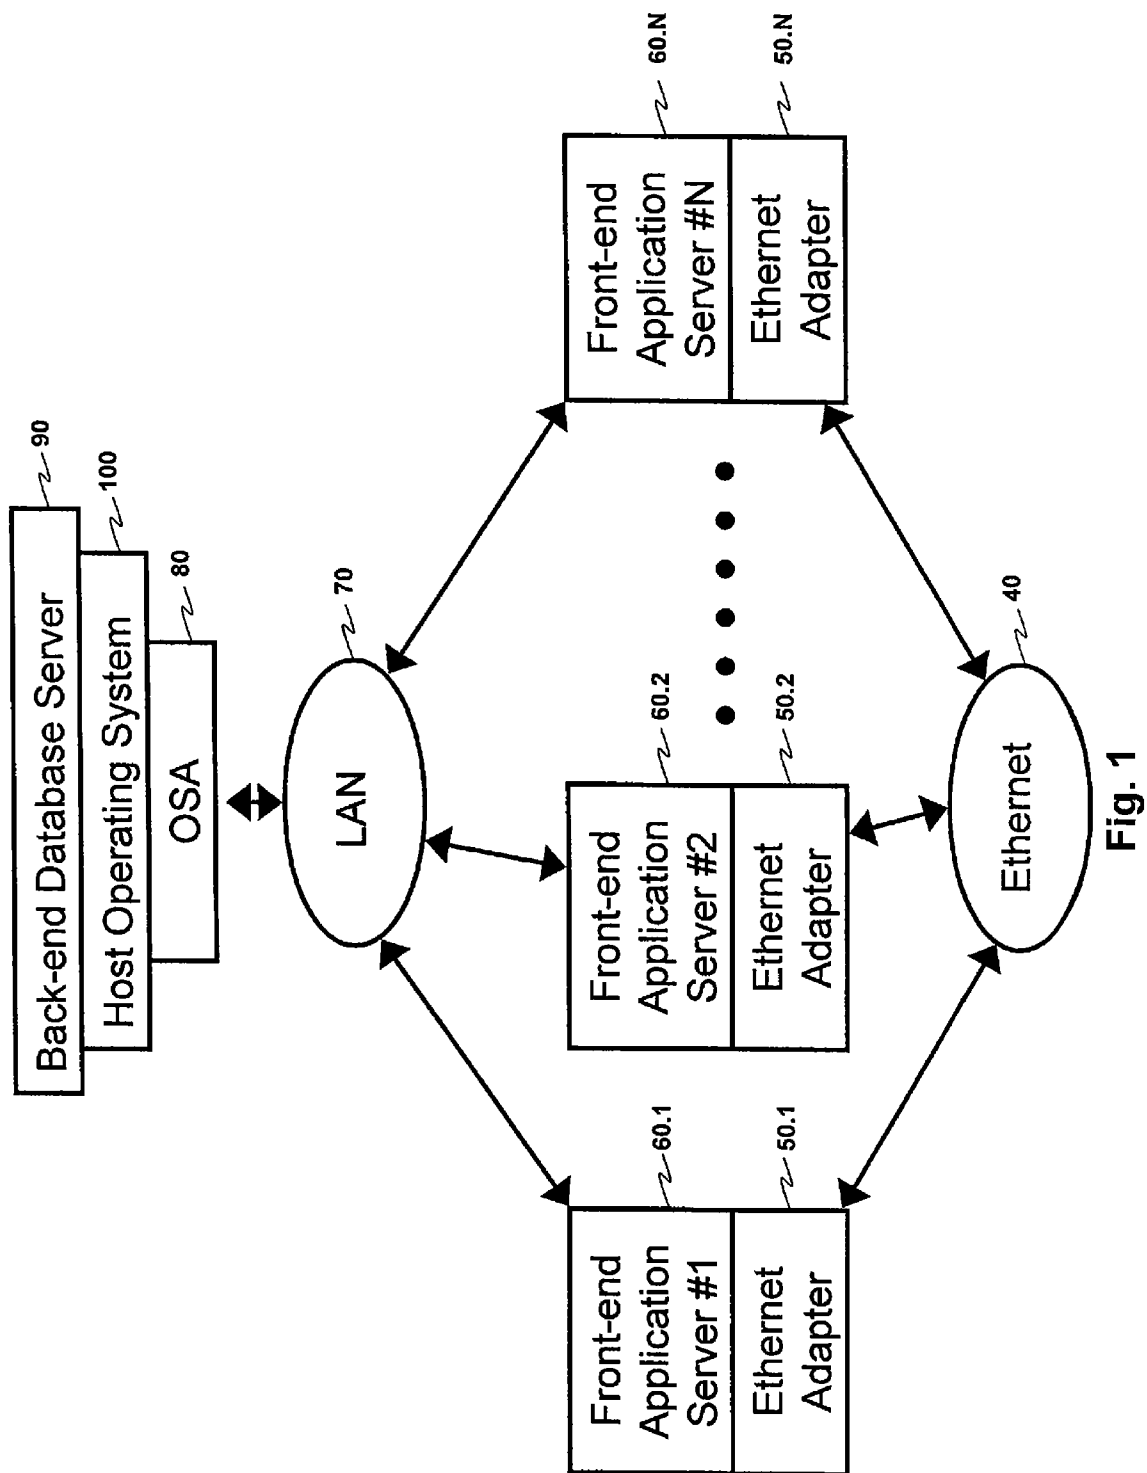 Back-end Database Server
90
Host Operating System
100
OSA
80
LAN
70
Front-end
Application
Server #1
60.1
Ethernet
Adapter
50.1
Front-end
Application
Server #2
60.2
Ethernet
Adapter
50.2
Front-end
Application
Server #N
60.N
Ethernet
Adapter
50.N
Ethernet
40
Fig. 1